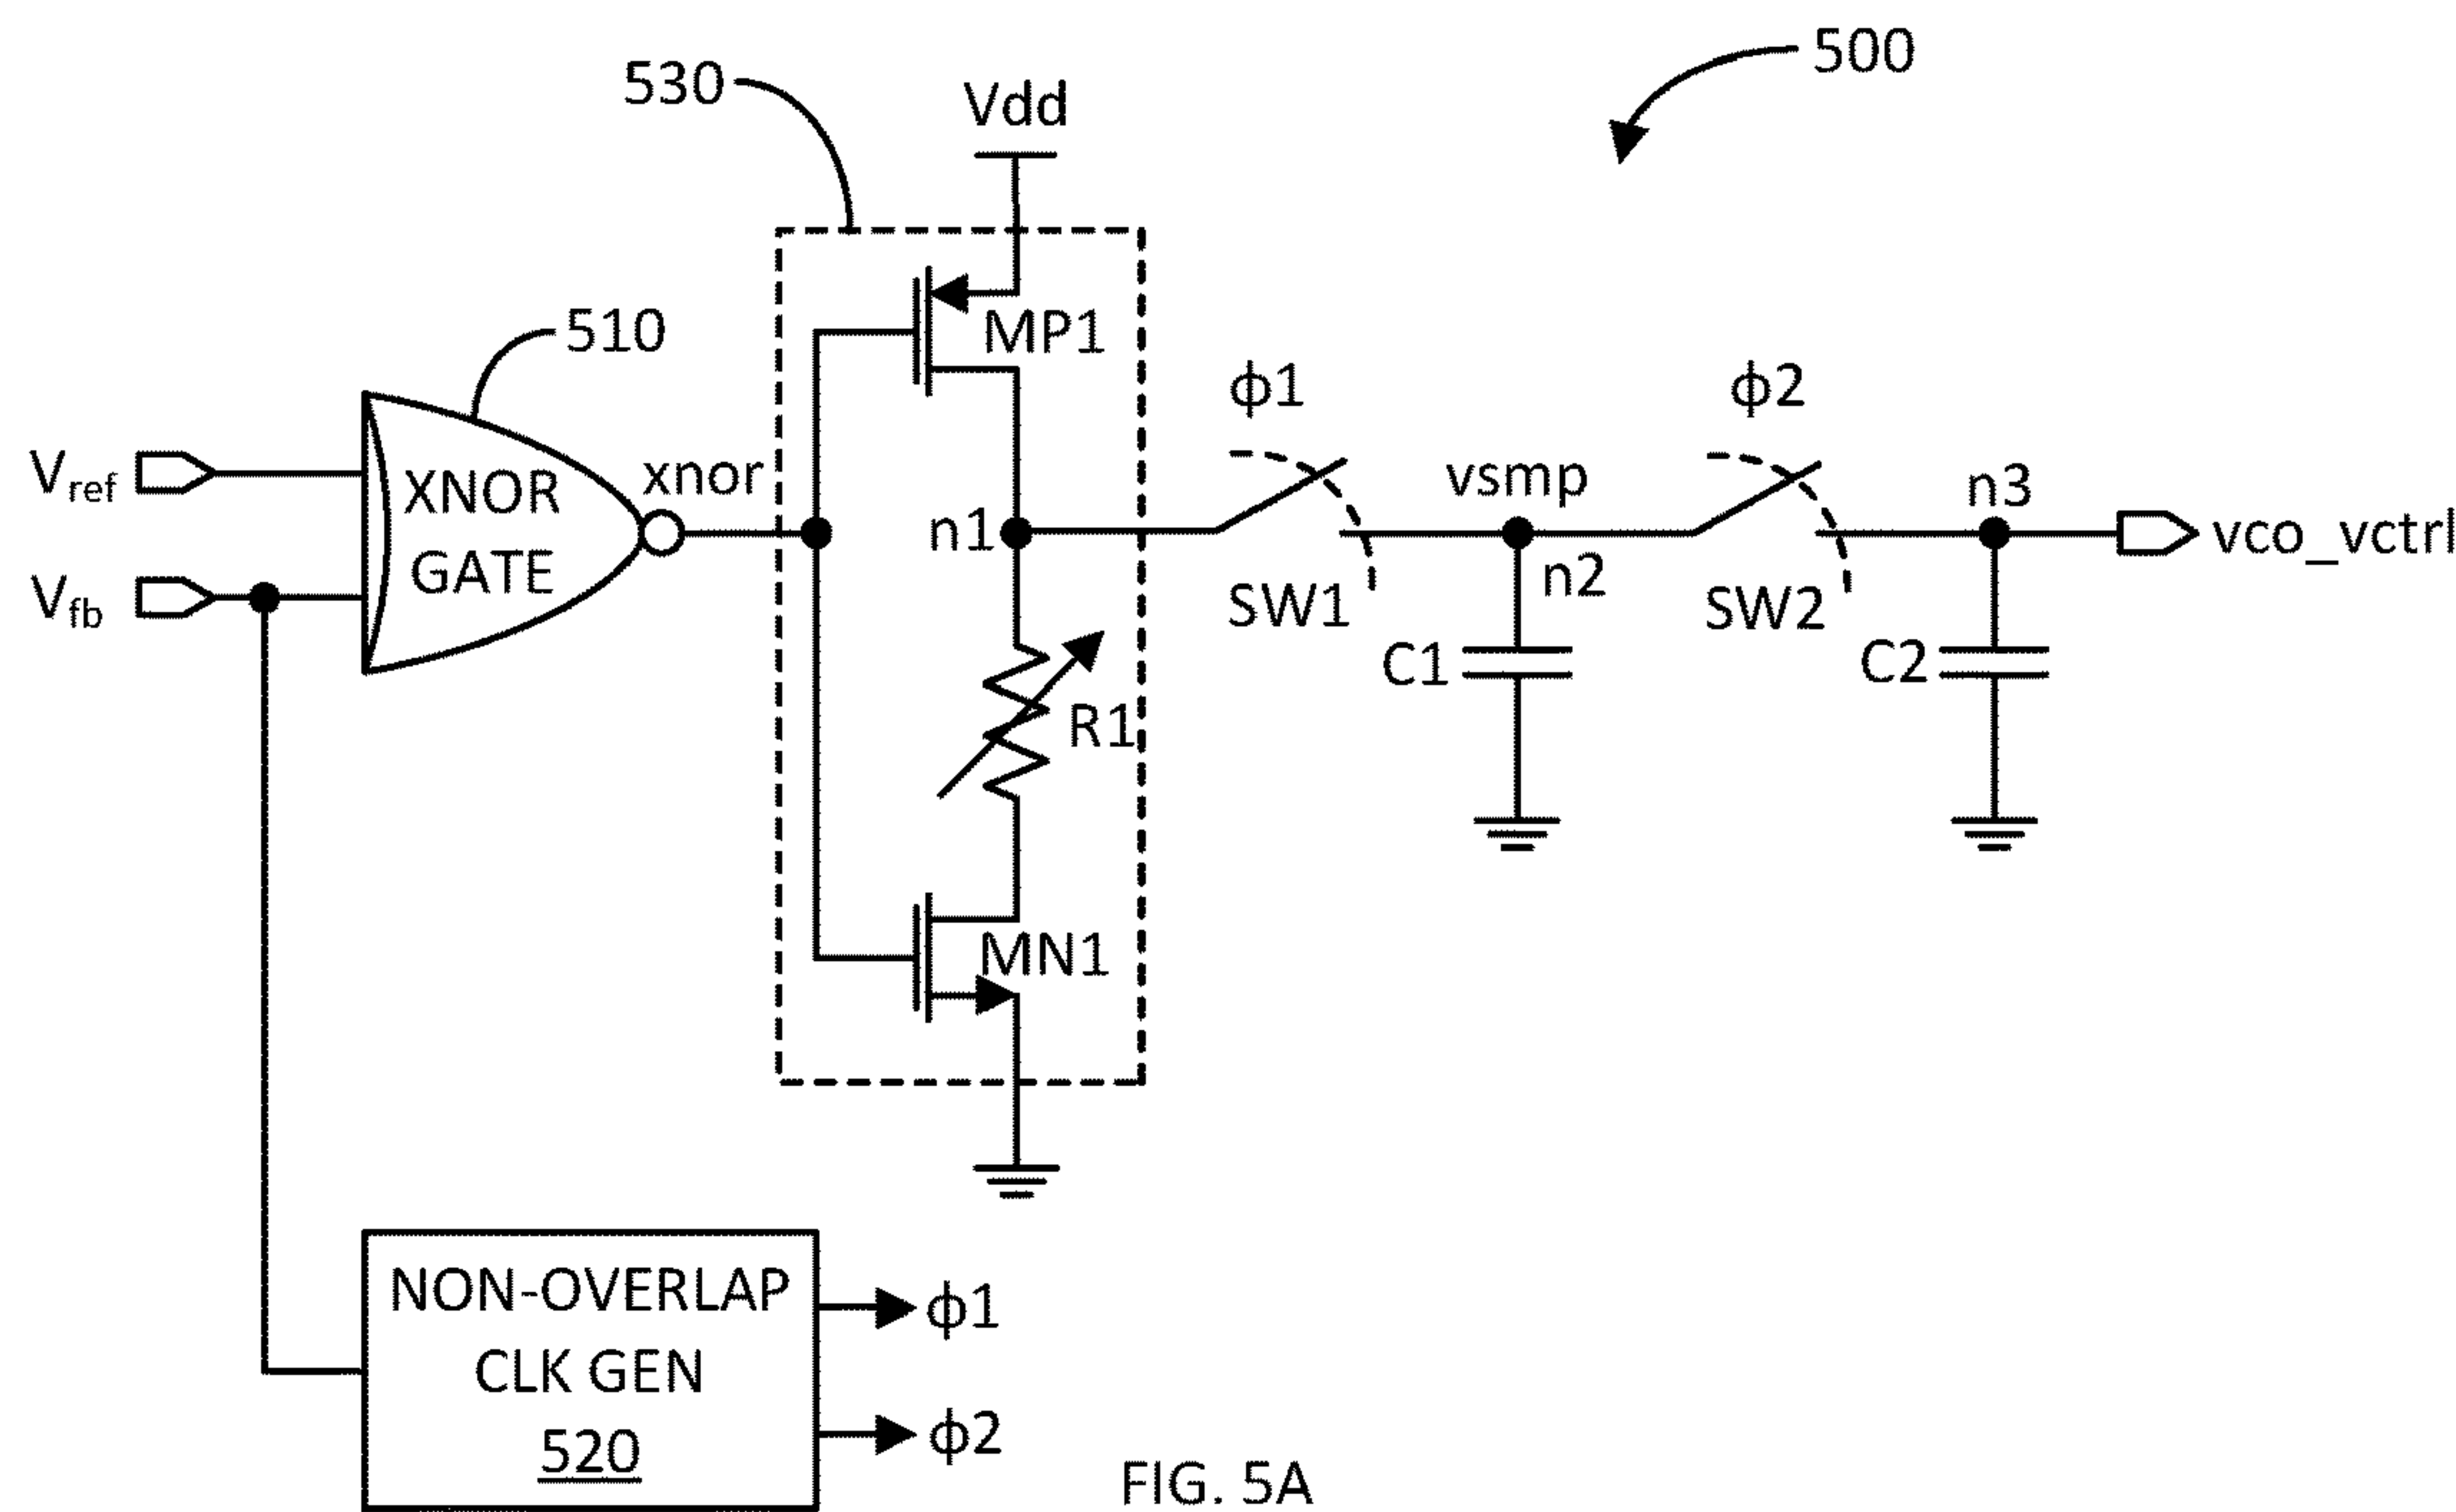 500
530
Vdd
510
MP1
ϕ1
ϕ2
Vref
XNOR
GATE
xnor
n1
vsmp
n3
vco_vctrl
Vfb
SW1
n2
SW2
C1
C2
R1
MN1
NON-OVERLAP
CLK GEN
520
ϕ1
ϕ2
FIG. 5A